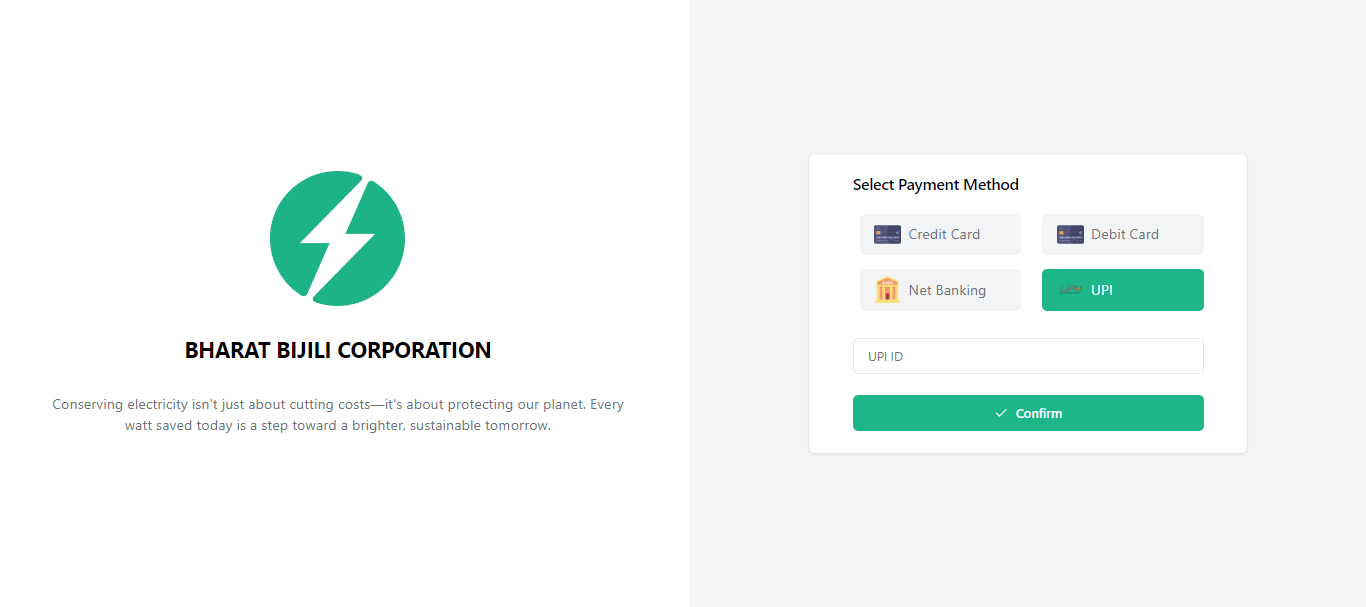 BHARAT BIJILI CORPORATION
Conserving electricity isn't just about cutting costs—it's about protecting our planet. Every
watt saved today is a step toward a brighter, sustainable tomorrow.
Select Payment Method
Credit Card
Debit Card
Net Banking
UPI
UPI ID
Confirm